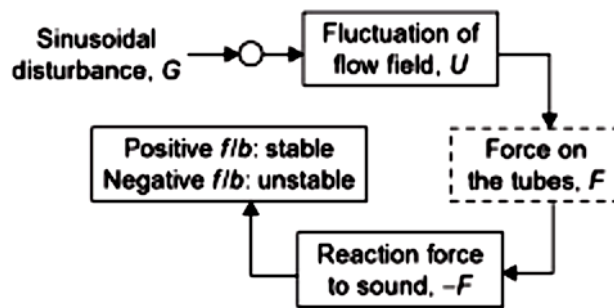 Sinusoidal
disturbance, G
Fluctuation of
flow field, U
Force on
the tubes, F
Reaction force
to sound, –F
Positive f/b: stable
Negative f/b: unstable